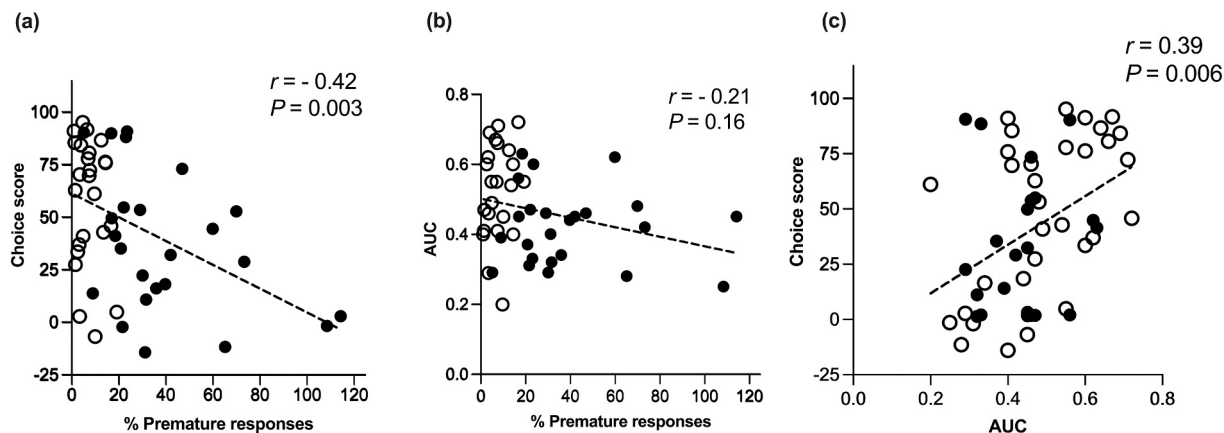 (a)
r = - 0.42
P = 0.003
100
75
50
25
0
-25
Choice score
0 20 40 60 80 100 120
% Premature responses
(b)
r = - 0.21
P = 0.16
0.8
0.6
0.4
0.2
0.0
AUC
0 20 40 60 80 100 120
% Premature responses
(c)
r = 0.39
P = 0.006
100
75
50
25
0
-25
Choice score
0.0 0.2 0.4 0.6 0.8
AUC